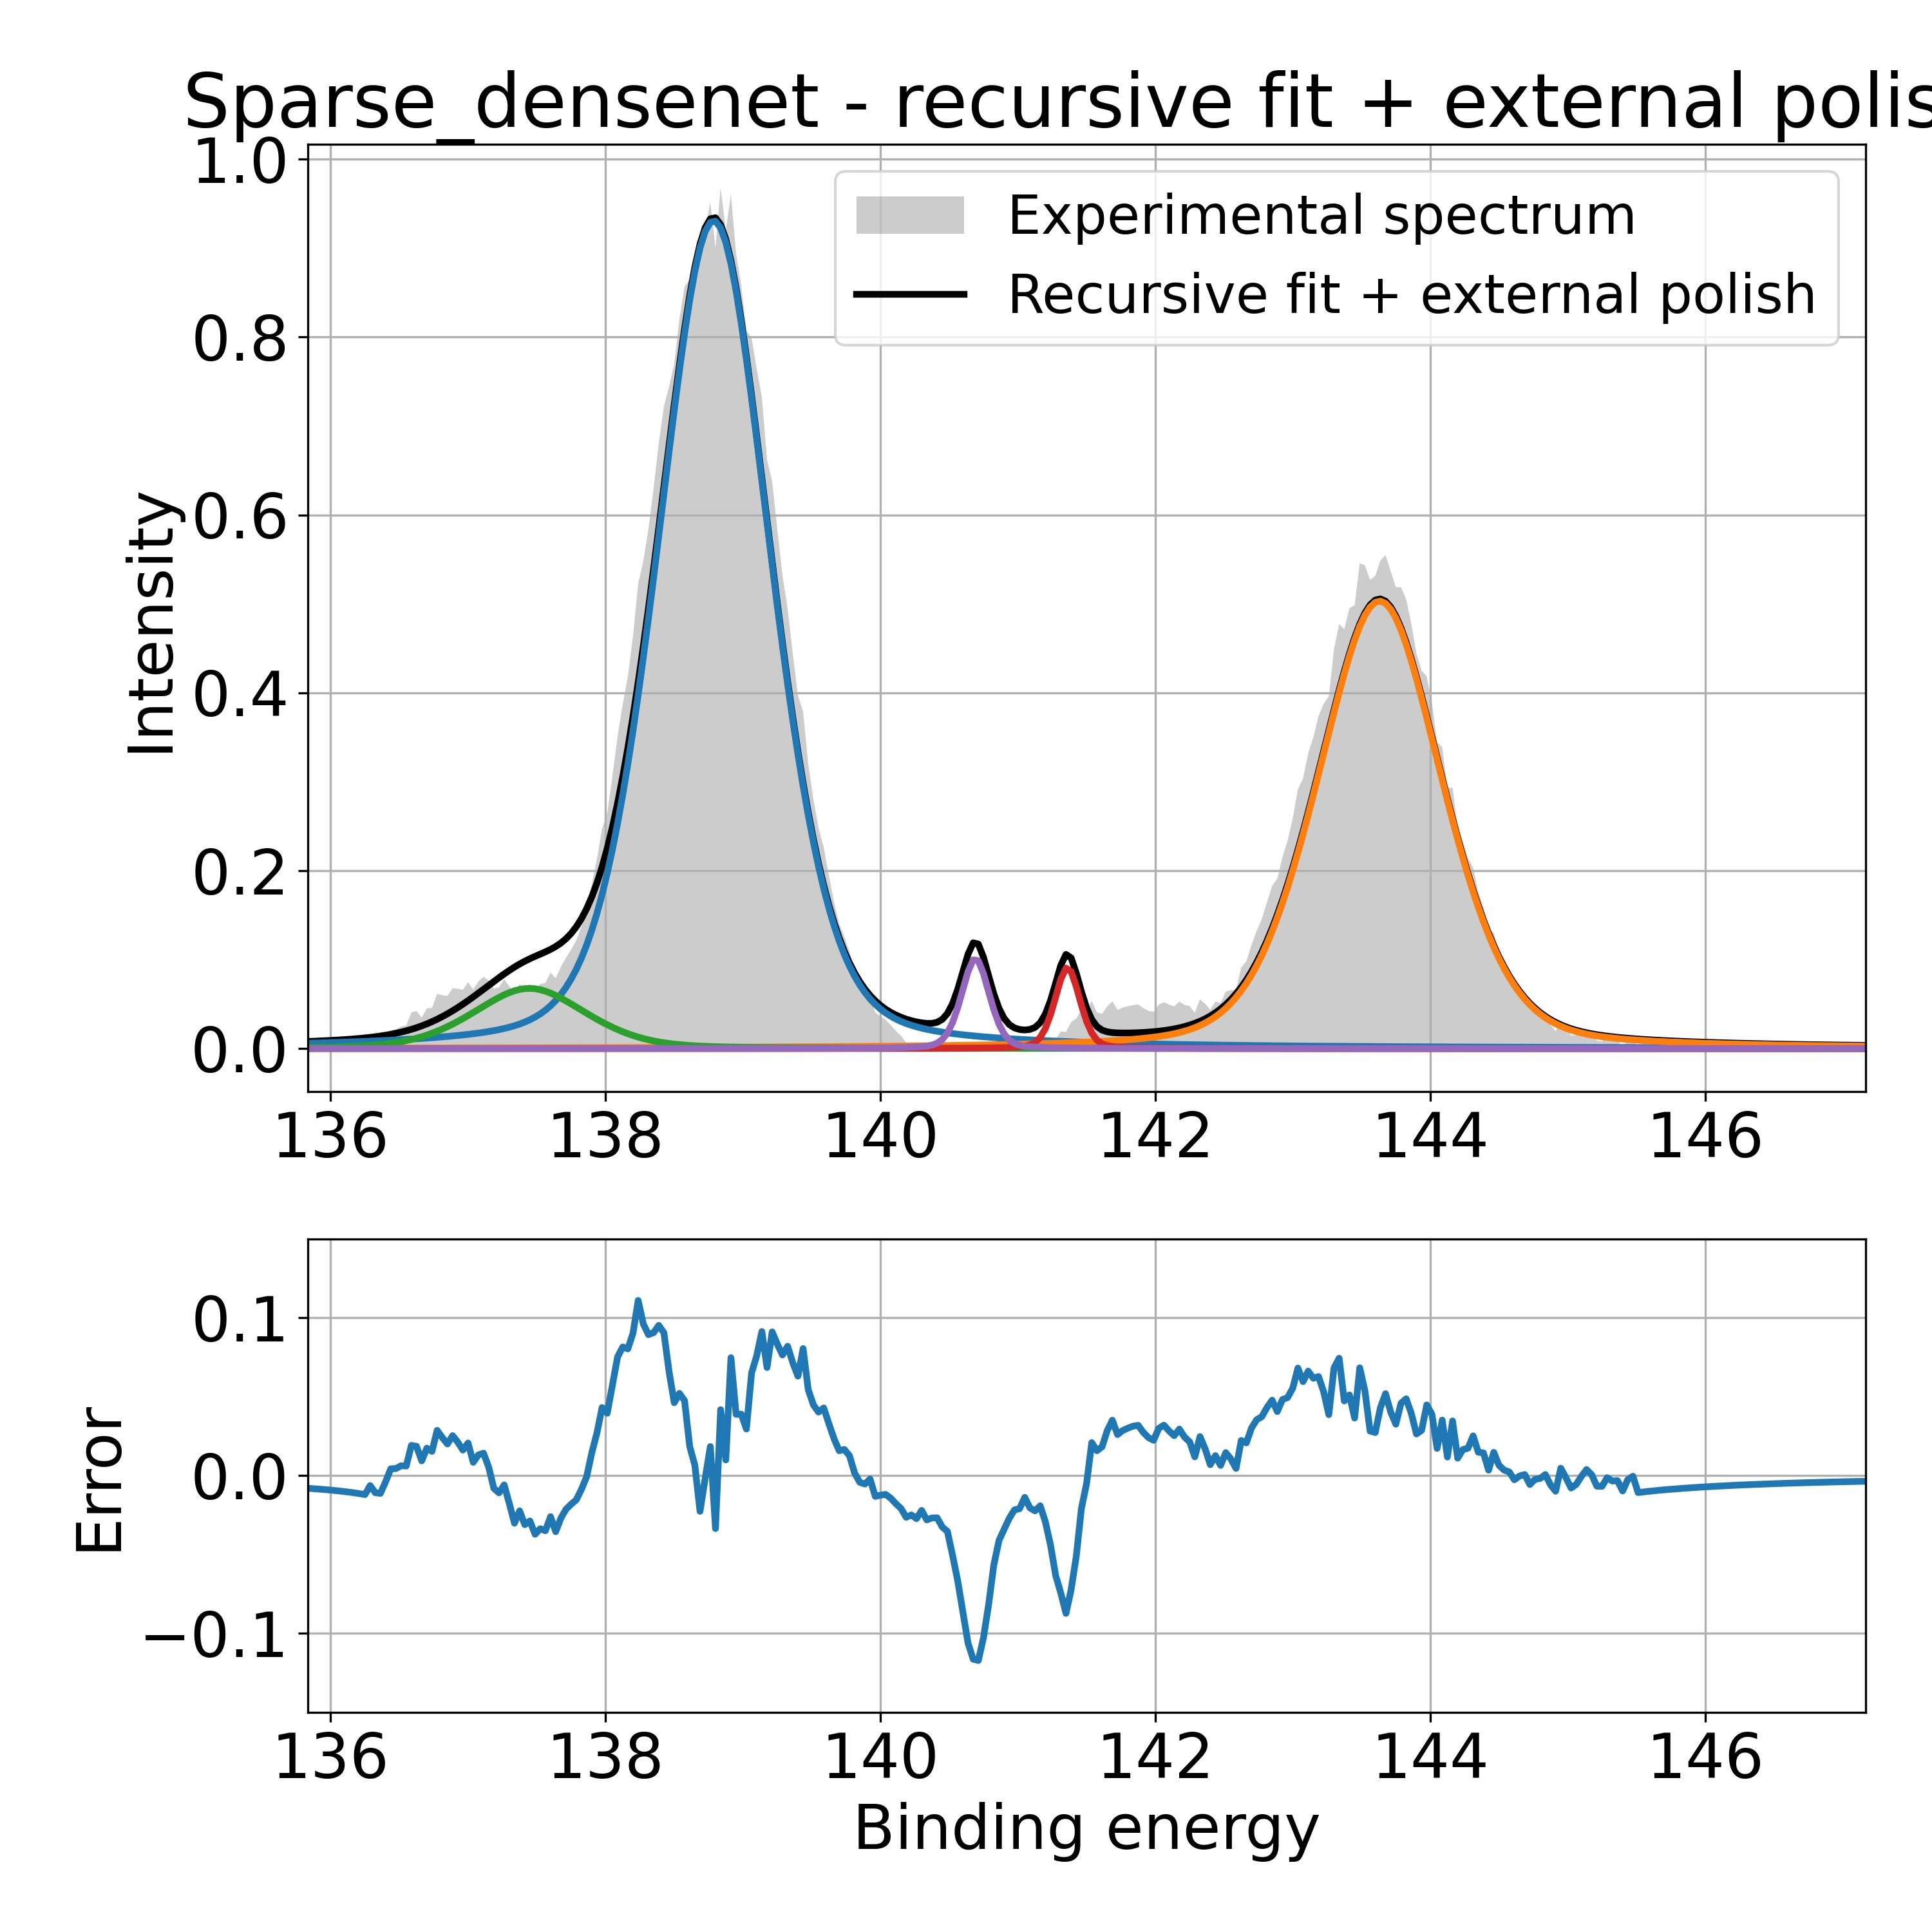 Sparse_densenet - recursive fit + external polis
1.0
0.8
0.6
0.4
0.2
0.0
Intensity
Experimental spectrum
Recursive fit + external polish
136 138 140 142 144 146
0.1
0.0
−0.1
Error
136 138 140 142 144 146
Binding energy